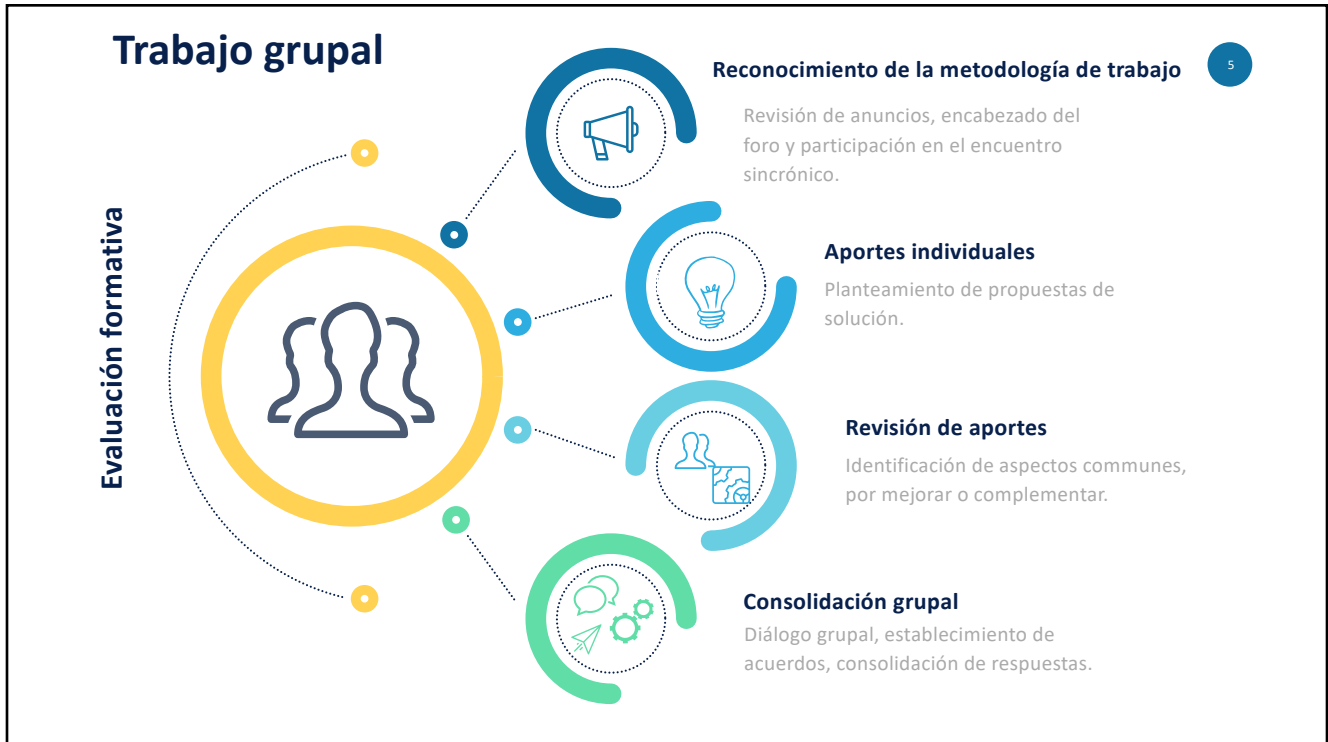 Trabajo grupal
Evaluación formativa
Reconocimiento de la metodología de trabajo
5
Revisión de anuncios, encabezado del
foro y participación en el encuentro
sincrónico.
Aportes individuales
Planteamiento de propuestas de
solución.
Revisión de aportes
Identificación de aspectos communes,
por mejorar o complementar.
Consolidación grupal
Diálogo grupal, establecimiento de
acuerdos, consolidación de respuestas.